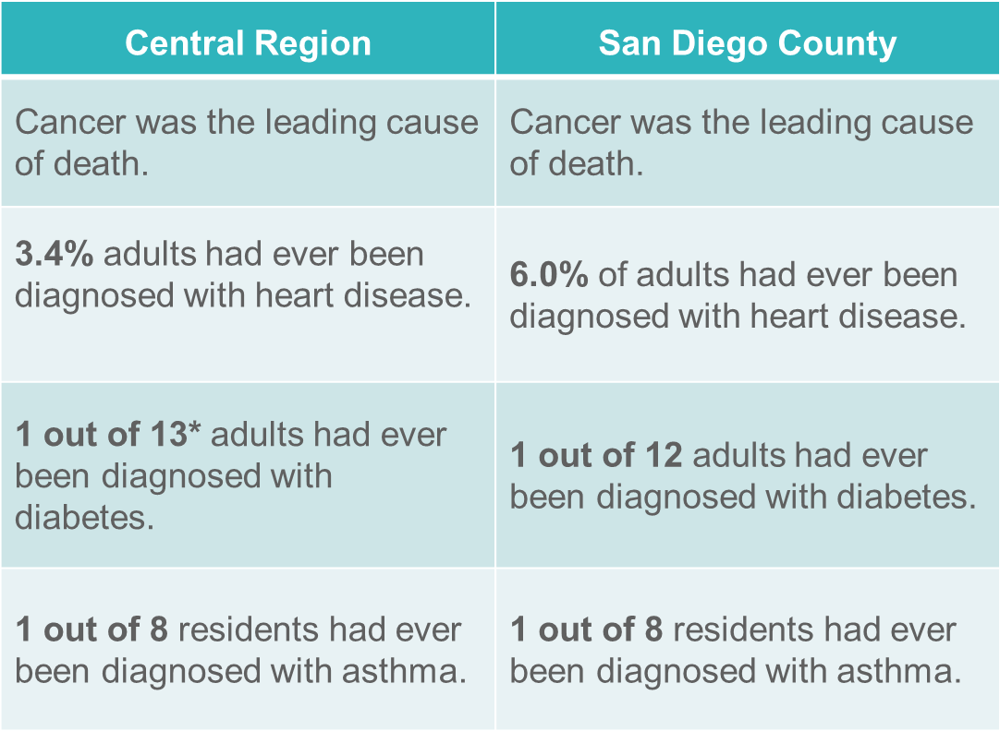 Central Region
San Diego County
Cancer was the leading cause
of death.
Cancer was the leading cause
of death.
3.4% adults had ever been
diagnosed with heart disease.
6.0% of adults had ever been
diagnosed with heart disease.
1 out of 13* adults had ever
been diagnosed with
diabetes.
1 out of 12 adults had ever
been diagnosed with diabetes.
1 out of 8 residents had ever
been diagnosed with asthma.
1 out of 8 residents had ever
been diagnosed with asthma.